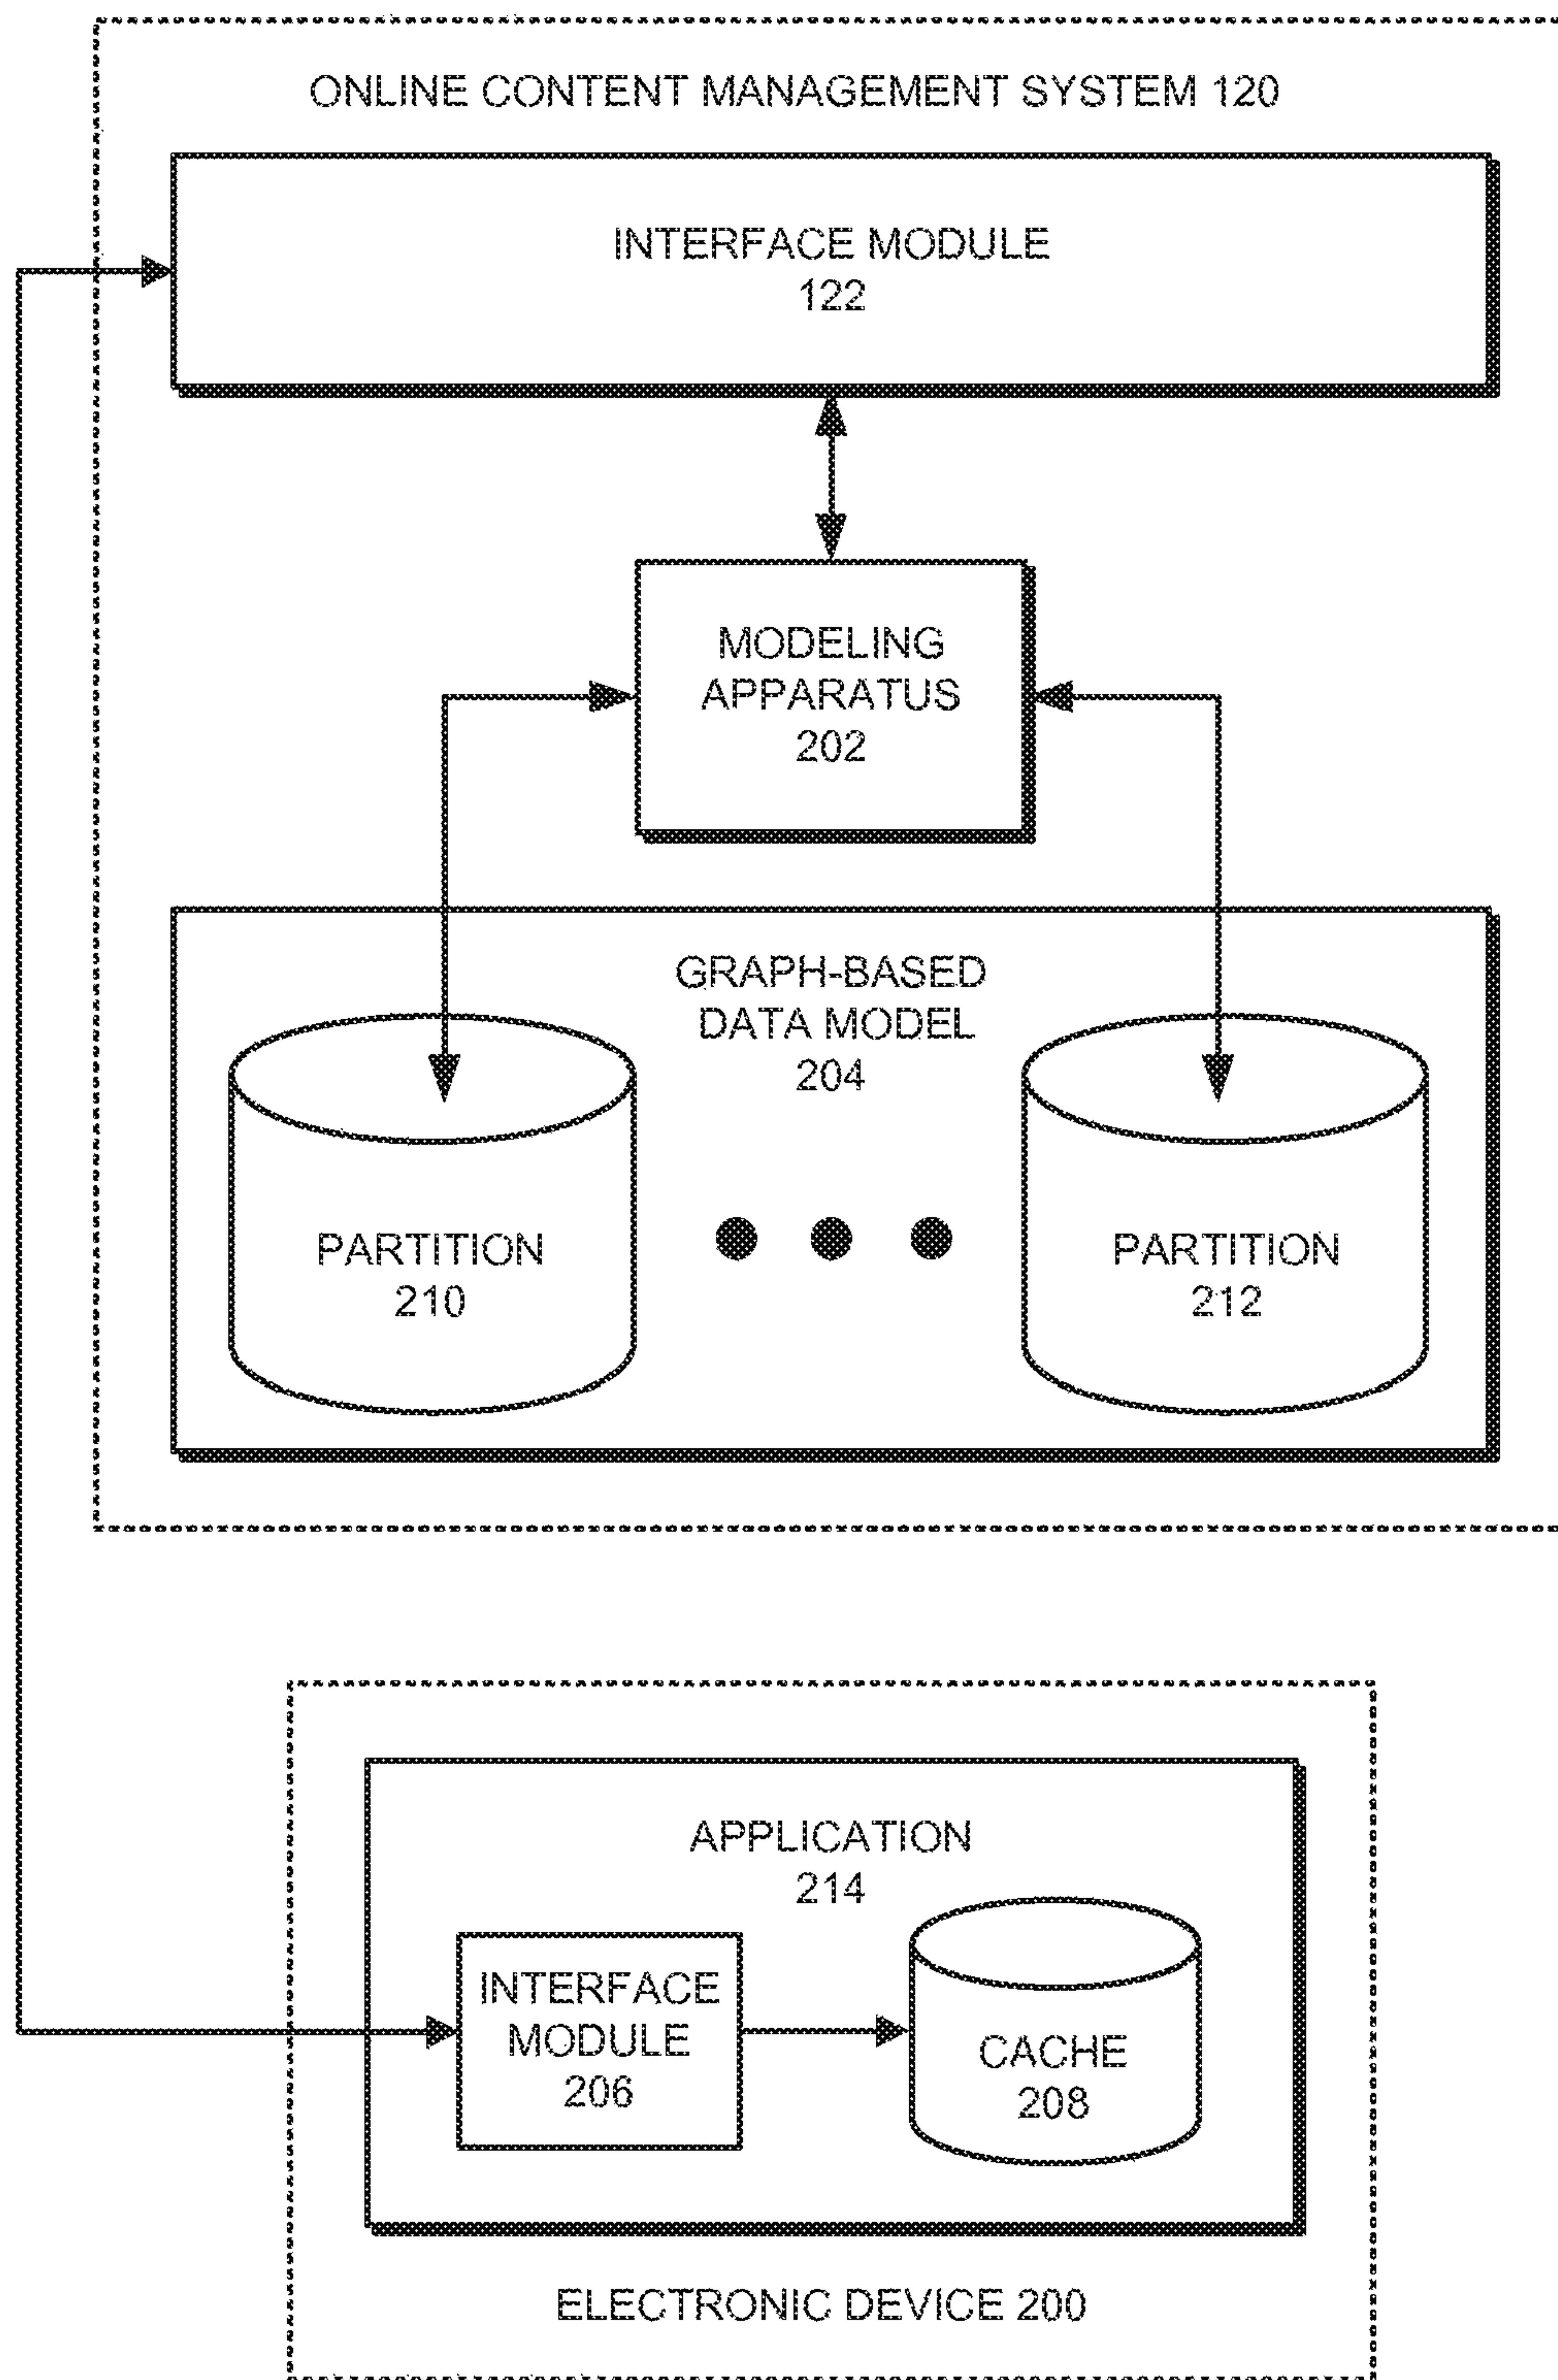 ONLINE CONTENT MANAGEMENT SYSTEM 120
INTERFACE MODULE
122
MODELING
APPARATUS
202
GRAPH-BASED
DATA MODEL
204
PARTITION
210
PARTITION
212
APPLICATION
214
INTERFACE
MODULE
206
CACHE
208
ELECTRONIC DEVICE 200